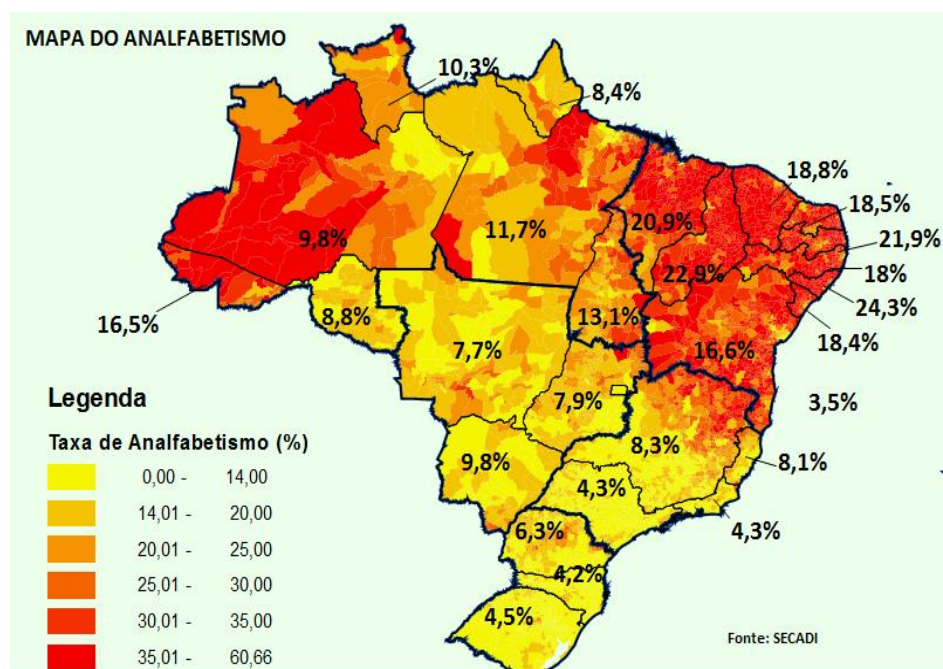 MAPA DO ANALFABETISMO
10,3%
8,4%
18,8%
18,5%
20,9%
21,9%
11,7%
9,8%
22,9%
18%
24,3%
16,5%
8,8%
13,1%
18,4%
7,7%
16,6%
7,9%
3,5%
8,3%
8,1%
9,8%
4,3%
4,3%
6,3%
4,2%
4,5%
Legenda
Taxa de Analfabetismo (%)
0,00 - 14,00
14,01 - 20,00
20,01 - 25,00
25,01 - 30,00
30,01 - 35,00
35,01 - 60,66
Fonte: SECADI